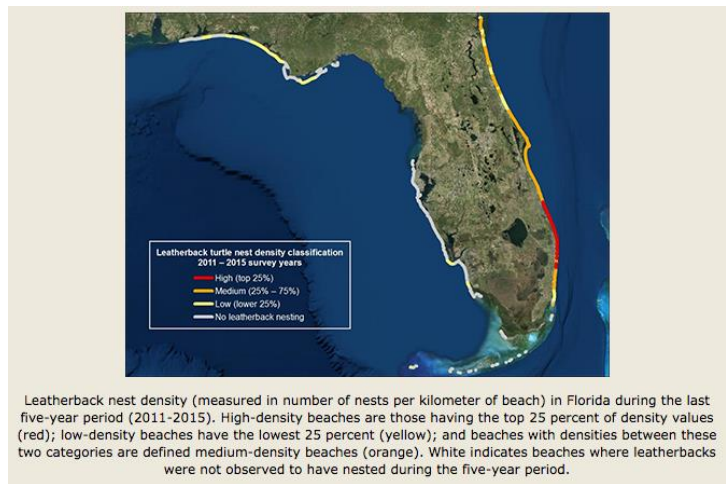 Leatherback turtle nest density classification
2011 – 2015 survey years
High (top 25%)
Medium (25% – 75%)
Low (lower 25%)
No leatherback nesting
Leatherback nest density (measured in number of nests per kilometer of beach) in Florida during the last
five-year period (2011-2015). High-density beaches are those having the top 25 percent of density values
(red); low-density beaches have the lowest 25 percent (yellow); and beaches with densities between these
two categories are defined medium-density beaches (orange). White indicates beaches where leatherbacks
were not observed to have nested during the five-year period.